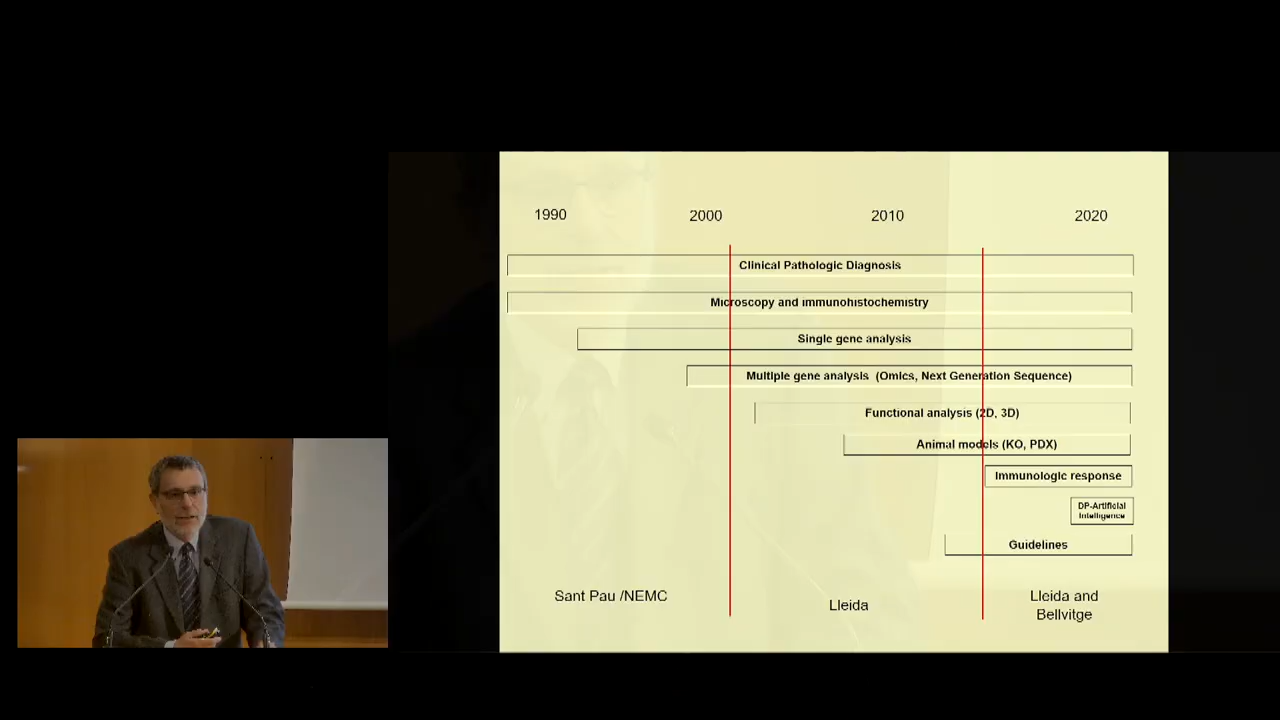 1990 2000 2010 2020
Clinical Pathologic Diagnosis
Microscopy and immunohistochemistry
Single gene analysis
Multiple gene analysis (Omics, Next Generation Sequence)
Functional analysis (2D, 3D)
Animal models (KO, PDX)
Immunologic response
DP-Artificial
Intelligence
Guidelines
Sant Pau /NEMC
Lleida
Lleida and
Bellvitge